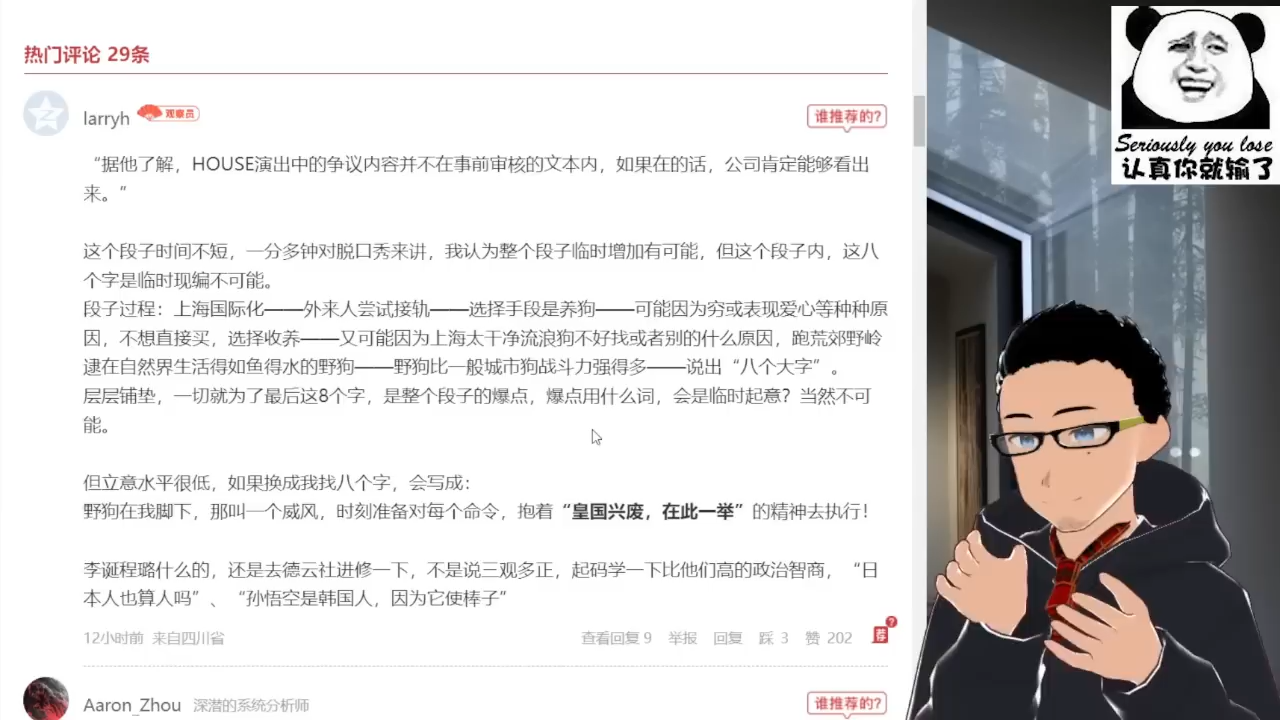 热门评论 29条
larryh 观察员
谁推荐的?
“据他了解，HOUSE演出中的争议内容并不在事前审核的文本内，如果在的话，公司肯定能够看出
来。“
这个段子时间不短，一分多钟对脱口秀来讲，我认为整个段子临时增加有可能，但这个段子内，这八
个字是临时现编不可能。
段子过程：上海国际化——外来人尝试接轨——选择手段是养狗——可能因为穷或表现爱心等种种原
因，不想直接买，选择收养——又可能因为上海太干净流浪狗不好找或者别的什么原因，跑荒郊野岭
逮在自然界生活得如鱼得水的野狗——野狗比一般城市狗战斗力强得多——说出“八个大字”。
层层铺垫，一切就为了最后这8个字，是整个段子的爆点，爆点用什么词，会是临时起意？当然不可
能。
但立意水平很低，如果换成我找八个字，会写成：
野狗在我脚下，那叫一个威风，时刻准备对每个命令，抱着“皇国兴废，在此一举”的精神去执行！
李诞程璐什么的，还是去德云社进修一下，不是说三观多正，起码学一下比他们高的政治智商，“日
本人也算人吗”、“孙悟空是韩国人，因为它使棒子“
12小时前 来自四川省
查看回复 9 举报 回复 踩 3 赞 202 荐 ?
Aaron_Zhou 深潜的系统分析师
谁推荐的?
Seriously you lose
认真你就输了